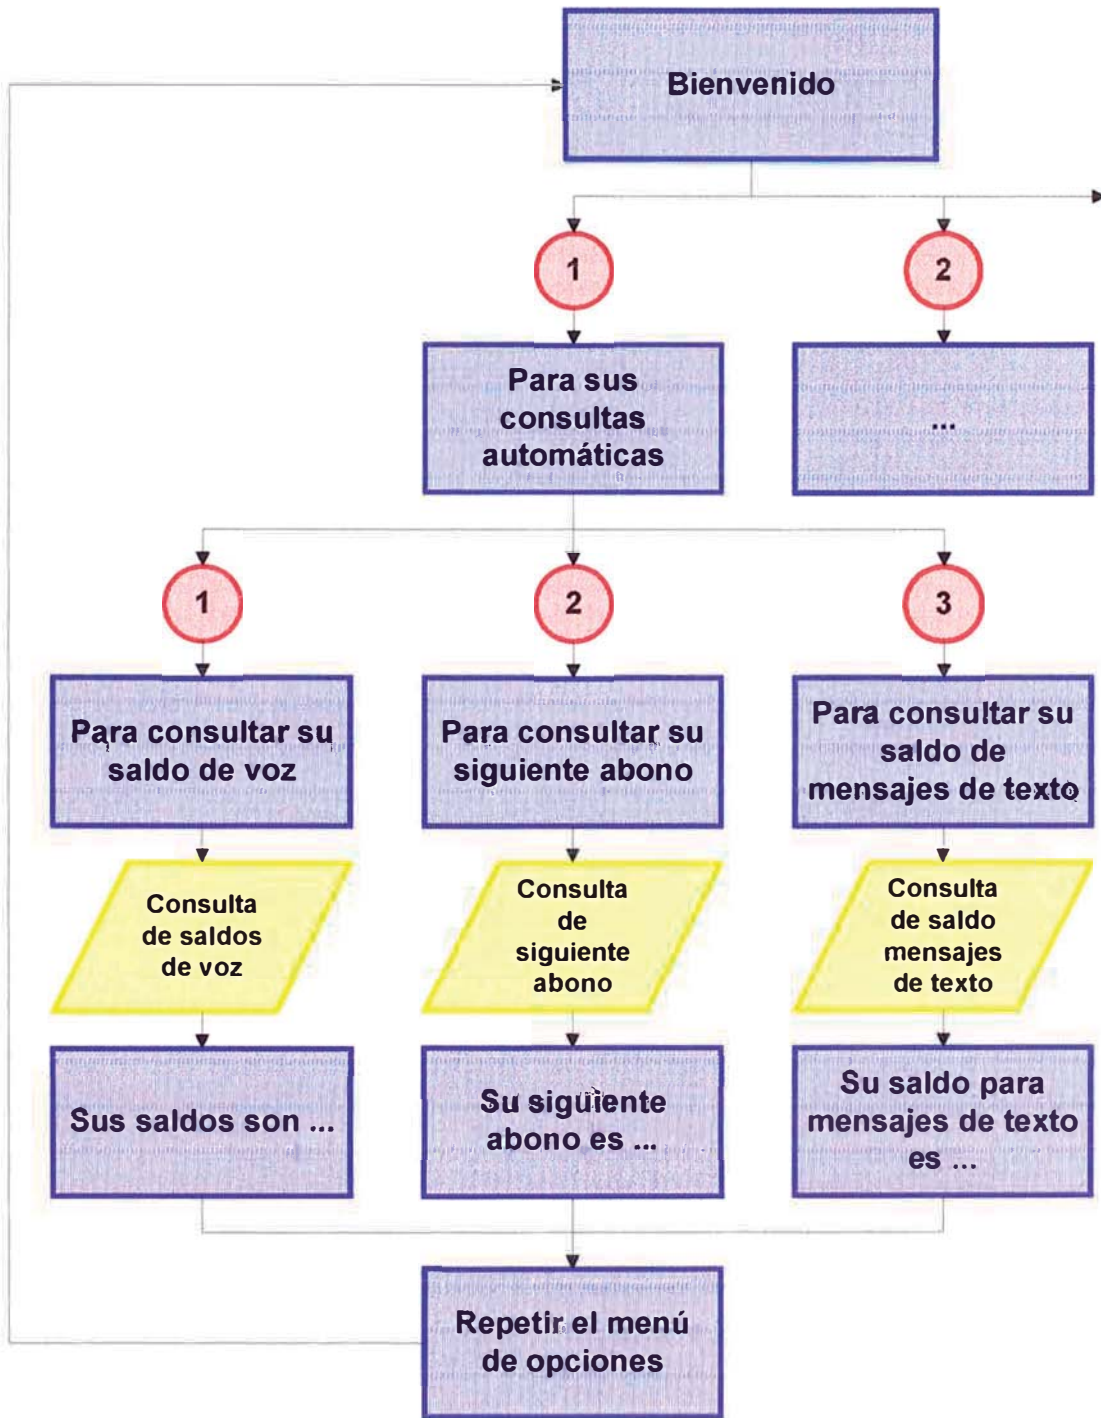 Bienvenido
1
2
Para sus
consultas
automáticas
...
1
2
3
Para consultar su
saldo de voz
Para consultar su
siguiente abono
Para consultar su
saldo de
mensajes de texto
Consulta
de saldos
de voz
Consulta
de
siguiente
abono
Consulta
de saldo
mensajes
de texto
Sus saldos son ...
Su siguiente
abono es ...
Su saldo para
mensajes de texto
es ...
Repetir el menú
de opciones